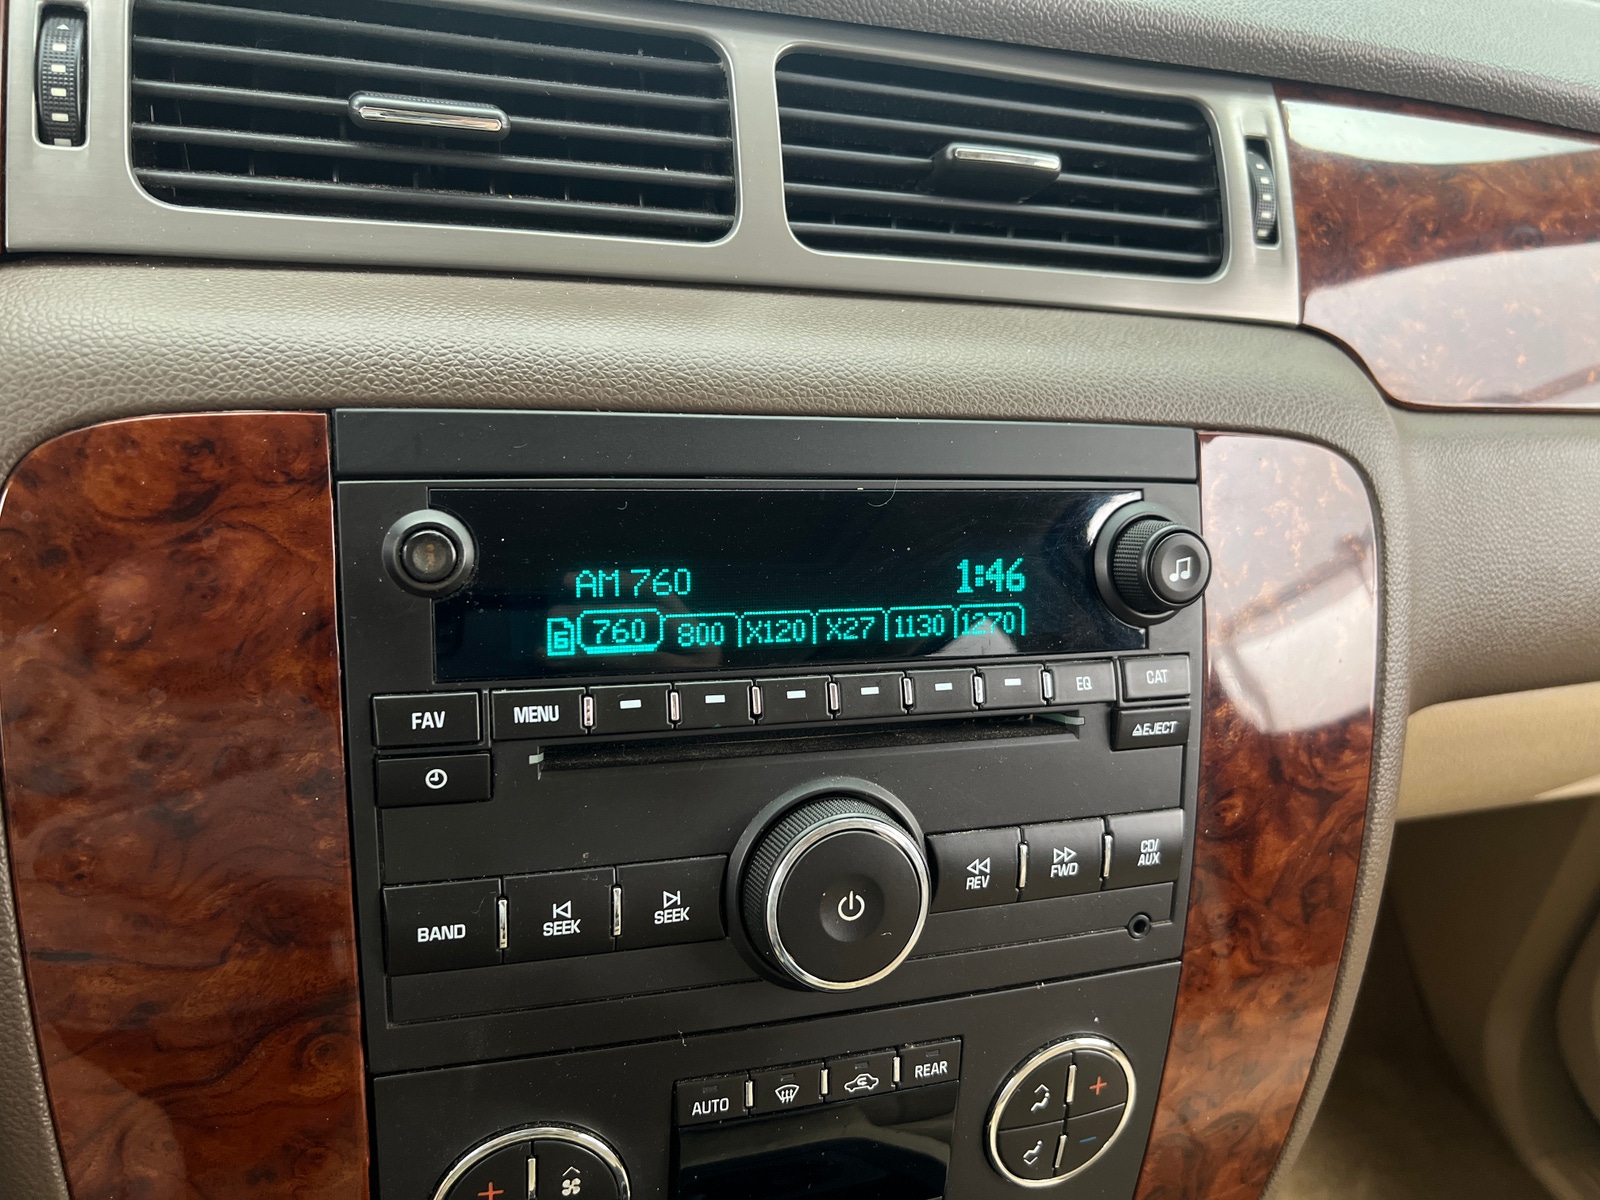 AM 760 1:46
6 760 800 X120 X27 1130 1270
FAV MENU EQ CAT
EJECT
BAND SEEK SEEK REV FWD CD/AUX
AUTO REAR